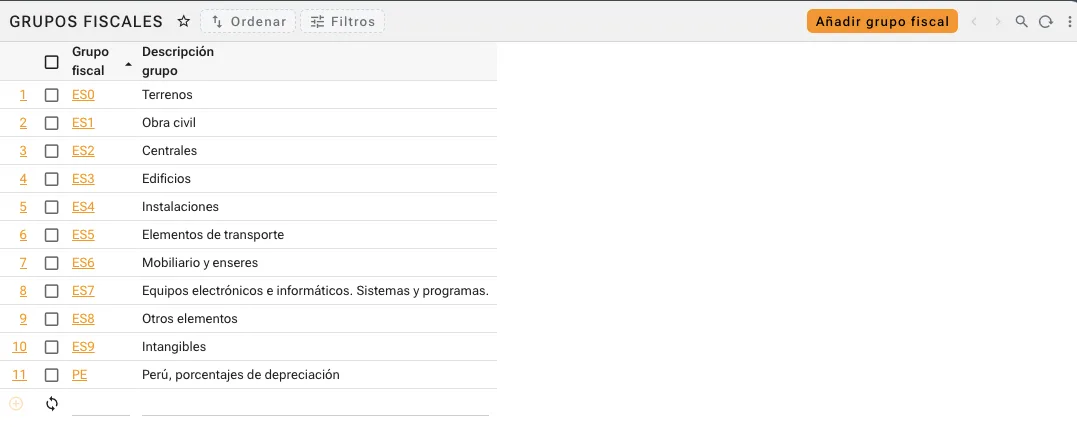 GRUPOS FISCALES Ordenar Filtros Añadir grupo fiscal
Grupo fiscal Descripción grupo
1 ES0 Terrenos
2 ES1 Obra civil
3 ES2 Centrales
4 ES3 Edificios
5 ES4 Instalaciones
6 ES5 Elementos de transporte
7 ES6 Mobiliario y enseres
8 ES7 Equipos electrónicos e informáticos. Sistemas y programas.
9 ES8 Otros elementos
10 ES9 Intangibles
11 PE Perú, porcentajes de depreciación